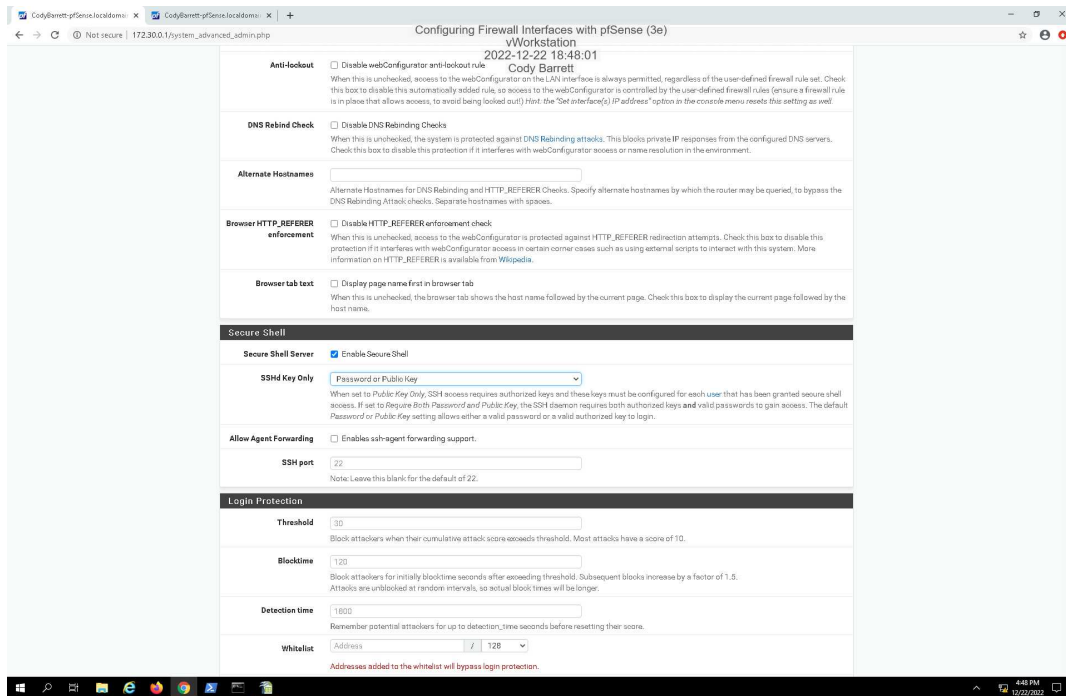 CodyBarrett-pfSense.localdomai
CodyBarrett-pfSense.localdomai
Not secure | 172.30.0.1/system_advanced_admin.php
Configuring Firewall Interfaces with pfSense (3e)
vWorkstation
2022-12-22 18:48:01
Cody Barrett
Anti-lockout
Disable webConfigurator anti-lockout rule
When this is unchecked, access to the webConfigurator on the LAN interface is always permitted, regardless of the user-defined firewall rule set. Check
this box to disable this automatically added rule, so access to the webConfigurator is controlled by the user-defined firewall rules (ensure a firewall rule
is in place that allows access, to avoid being locked out!) Hint: the "Set interface(s) IP address" option in the console menu resets this setting as well.
DNS Rebind Check
Disable DNS Rebinding Checks
When this is unchecked, the system is protected against DNS Rebinding attacks. This blocks private IP responses from the configured DNS servers.
Check this box to disable this protection if it interferes with webConfigurator access or name resolution in the environment.
Alternate Hostnames
Alternate Hostnames for DNS Rebinding and HTTP_REFERER Checks. Specify alternate hostnames by which the router may be queried, to bypass the
DNS Rebinding Attack checks. Separate hostnames with spaces.
Browser HTTP_REFERER
enforcement
Disable HTTP_REFERER enforcement check
When this is unchecked, access to the webConfigurator is protected against HTTP_REFERER redirection attempts. Check this box to disable this
protection if it interferes with webConfigurator access in certain corner cases such as using external scripts to interact with this system. More
information on HTTP_REFERER is available from Wikipedia.
Browser tab text
Display page name first in browser tab
When this is unchecked, the browser tab shows the host name followed by the current page. Check this box to display the current page followed by the
host name.
Secure Shell
Secure Shell Server
Enable Secure Shell
SSHd Key Only
Password or Public Key
When set to Public Key Only, SSH access requires authorized keys and these keys must be configured for each user that has been granted secure shell
access. If set to Require Both Password and Public Key, the SSH daemon requires both authorized keys and valid passwords to gain access. The default
Password or Public Key setting allows either a valid password or a valid authorized key to login.
Allow Agent Forwarding
Enables ssh-agent forwarding support.
SSH port
22
Note: Leave this blank for the default of 22.
Login Protection
Threshold
30
Block attackers when their cumulative attack score exceeds threshold. Most attacks have a score of 10.
Blocktime
120
Block attackers for initially blocktime seconds after exceeding threshold. Subsequent blocks increase by a factor of 1.5.
Attacks are unblocked at random intervals, so actual block times will be longer.
Detection time
1800
Remember potential attackers for up to detection_time seconds before resetting their score.
Whitelist
Address / 128
Addresses added to the whitelist will bypass login protection.
4:48 PM
12/22/2022